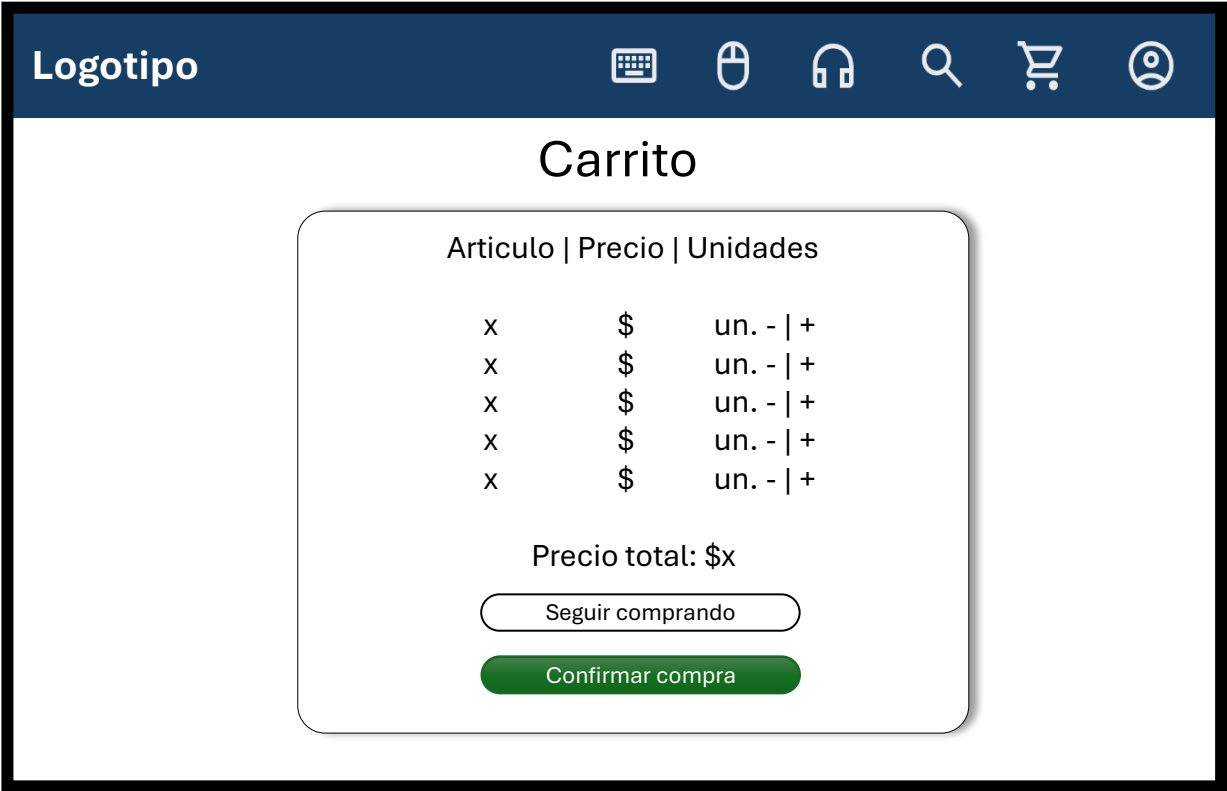 Logotipo
Carrito
Articulo | Precio | Unidades
x $ un. - | +
x $ un. - | +
x $ un. - | +
x $ un. - | +
x $ un. - | +
Precio total: $x
Seguir comprando
Confirmar compra